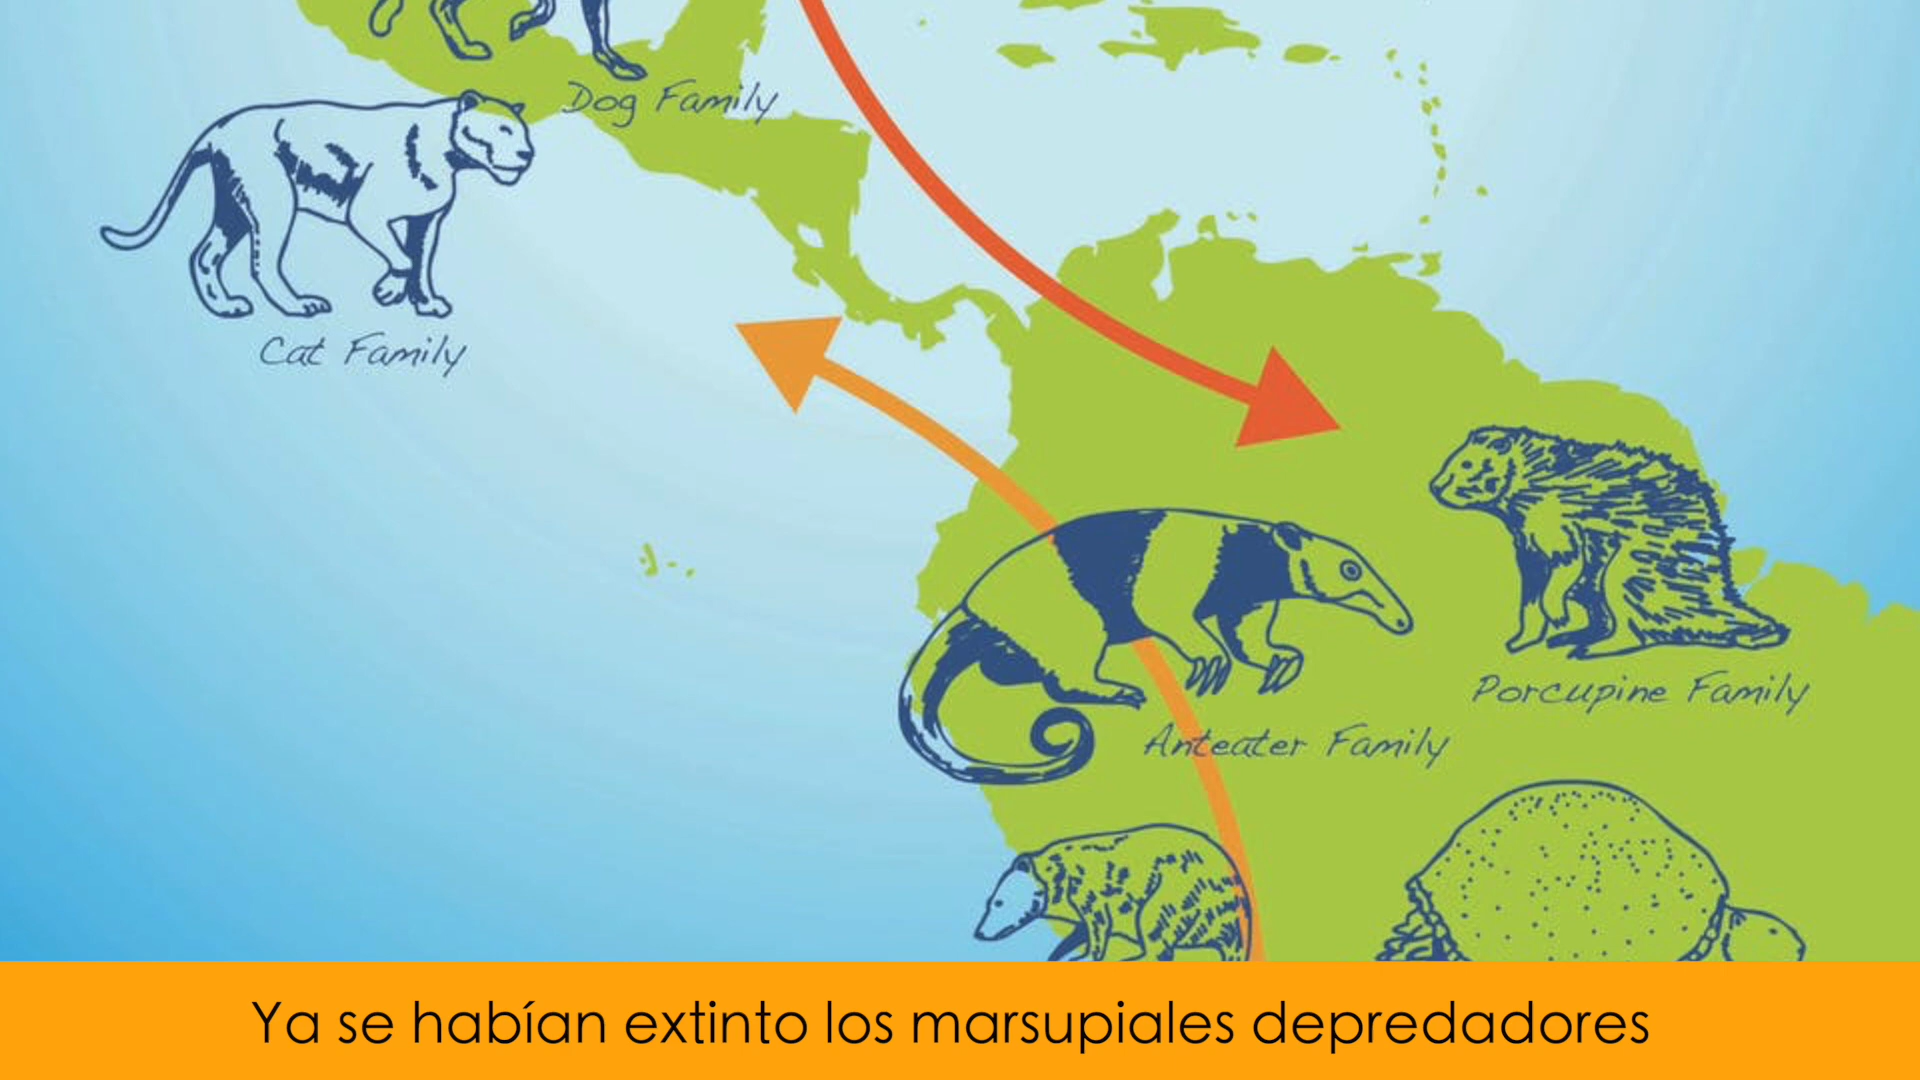 Dog Family
Cat Family
Porcupine Family
Anteater Family
Ya se habían extinto los marsupiales depredadores